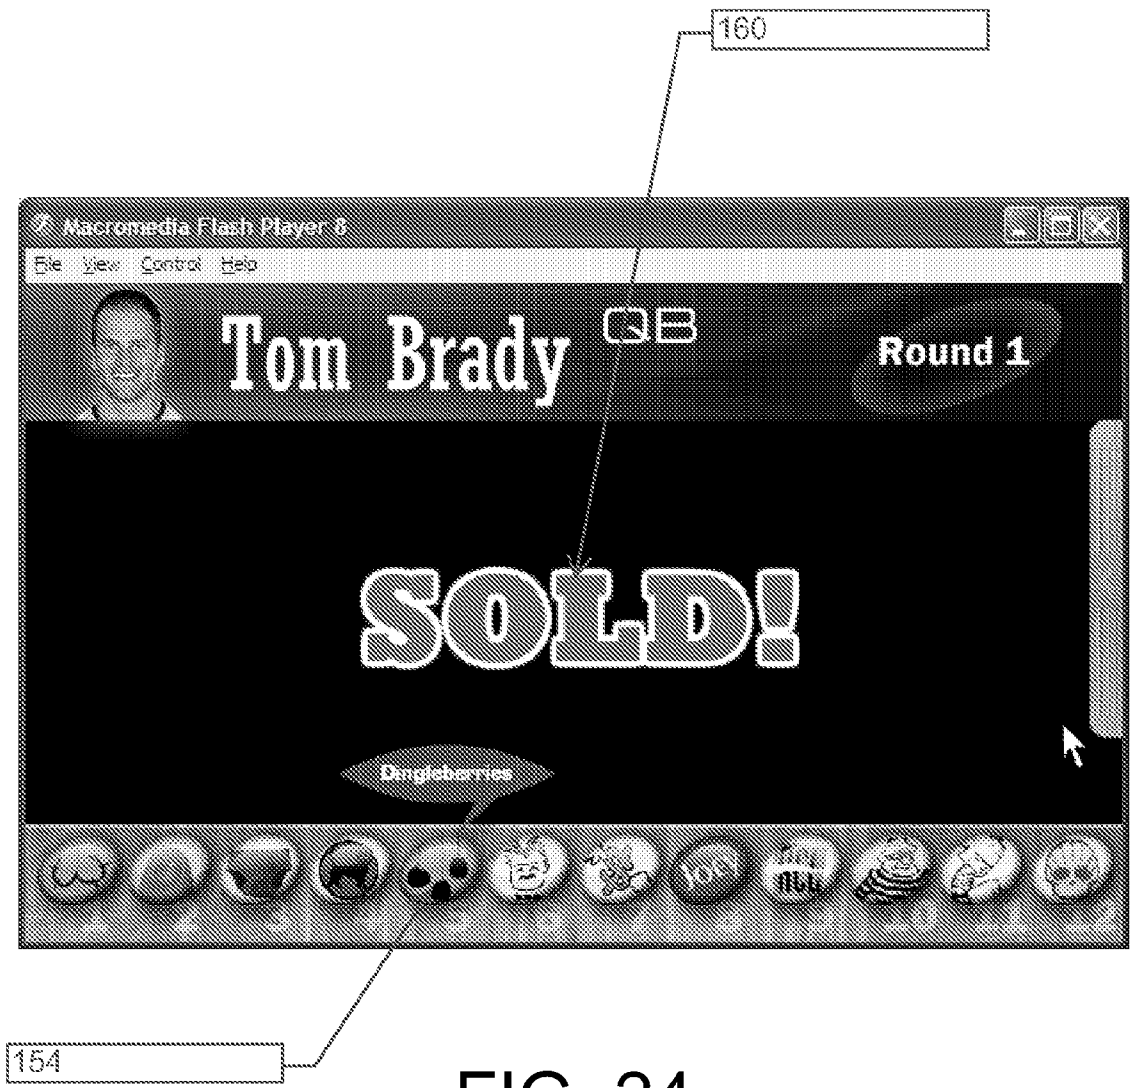 160
Macromedia Flash Player 8
File View Control Help
Tom Brady QB
Round 1
SOLD!
Dingleberries
154
FIG. 24